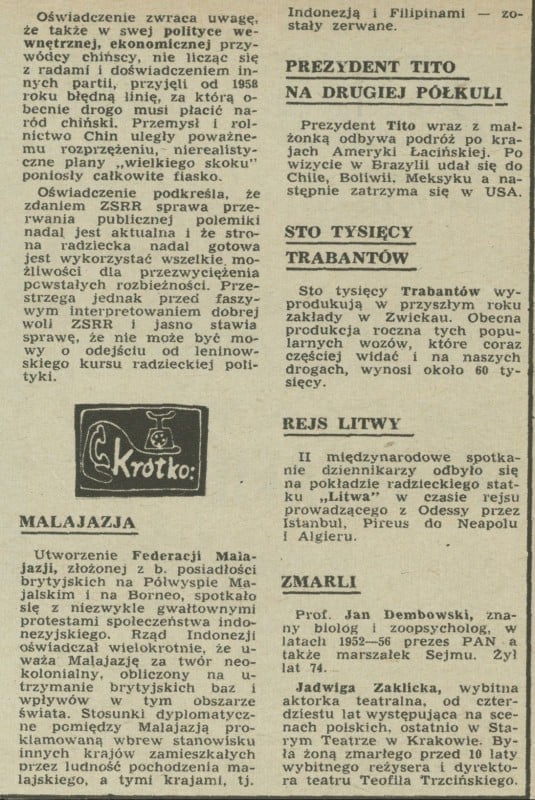 Oświadczenie zwraca uwagę,
że także w swej polityce we-
wnętrznej, ekonomicznej przy-
wódcy chińscy, nie licząc się
z radami i doświadczeniem in-
nych partii, przyjęli od 1958
roku błędną linię, za którą o-
becnie drogo musi płacić na-
ród chiński. Przemysł i rol-
nictwo Chin uległy poważne-
mu rozprzężeniu, nierealisty-
czne plany „wielkiego skoku"
poniosły całkowite fiasko.
Oświadczenie podkreśla, że
zdaniem ZSRR sprawa prze-
rwania publicznej polemiki
nadal jest aktualna i że stro-
na radziecka nadal gotowa
jest wykorzystać wszelkie mo-
żliwości dla przezwyciężenia
powstałych rozbieżności. Prze-
strzega jednak przed faszy-
wym interpretowaniem dobrej
woli ZSRR i jasno stawia
sprawę, że nie może być mo-
wy o odejściu od leninow-
skiego kursu radzieckiej poli-
tyki.
Krótko:
MALAJAZJA
Utworzenie Federacji Mala-
jazji, złożonej z b. posiadłości
brytyjskich na Półwyspie Ma-
jalskim i na Borneo, spotkało
się z niezwykle gwałtownymi
protestami społeczeństwa indo-
nezyjskiego. Rząd Indonezji
oświadczał wielokrotnie, że u-
waża Malajazję za twór neo-
kolonialny, obliczony na u-
trzymanie brytyjskich baz i
wpływów w tym obszarze
świata. Stosunki dyplomatycz-
ne pomiędzy Malajazją pro-
klamowaną wbrew stanowisku
innych krajów zamieszkałych
przez ludność pochodzenia ma-
lajskiego, a tymi krajami, tj.
Indonezją i Filipinami — zo-
stały zerwane.
PREZYDENT TITO
NA DRUGIEJ PÓŁKULI
Prezydent Tito wraz z mał-
żonką odbywa podróż po kra-
jach Ameryki Łacińskiej. Po
wizycie w Brazylii udał się do
Chile, Boliwii, Meksyku a na-
stępnie zatrzyma się w USA.
STO TYSIĘCY
TRABANTÓW
Sto tysięcy Trabantów wy-
produkują w przyszłym roku
zakłady w Zwickau. Obecna
produkcja roczna tych popu-
larnych wozów, które coraz
częściej widać i na naszych
drogach, wynosi około 60 ty-
sięcy.
REJS LITWY
II międzynarodowe spotka-
nie dziennikarzy odbyło się
na pokładzie radzieckiego stat-
ku „Litwa" w czasie rejsu
prowadzącego z Odessy przez
Istanbul, Pireus do Neapolu
i Algieru.
ZMARLI
Prof. Jan Dembowski, zna-
ny biolog i zoopsycholog, w
latach 1952—56 prezes PAN a
także marszałek Sejmu. Żył
lat 74.
Jadwiga Zaklicka, wybitna
aktorka teatralna, od czter-
dziestu lat występująca na sce-
nach polskich, ostatnio w Sta-
rym Teatrze w Krakowie. By-
ła żoną zmarłego przed 10 laty
wybitnego reżysera i dyrekto-
ra teatru Teofila Trzcińskiego.